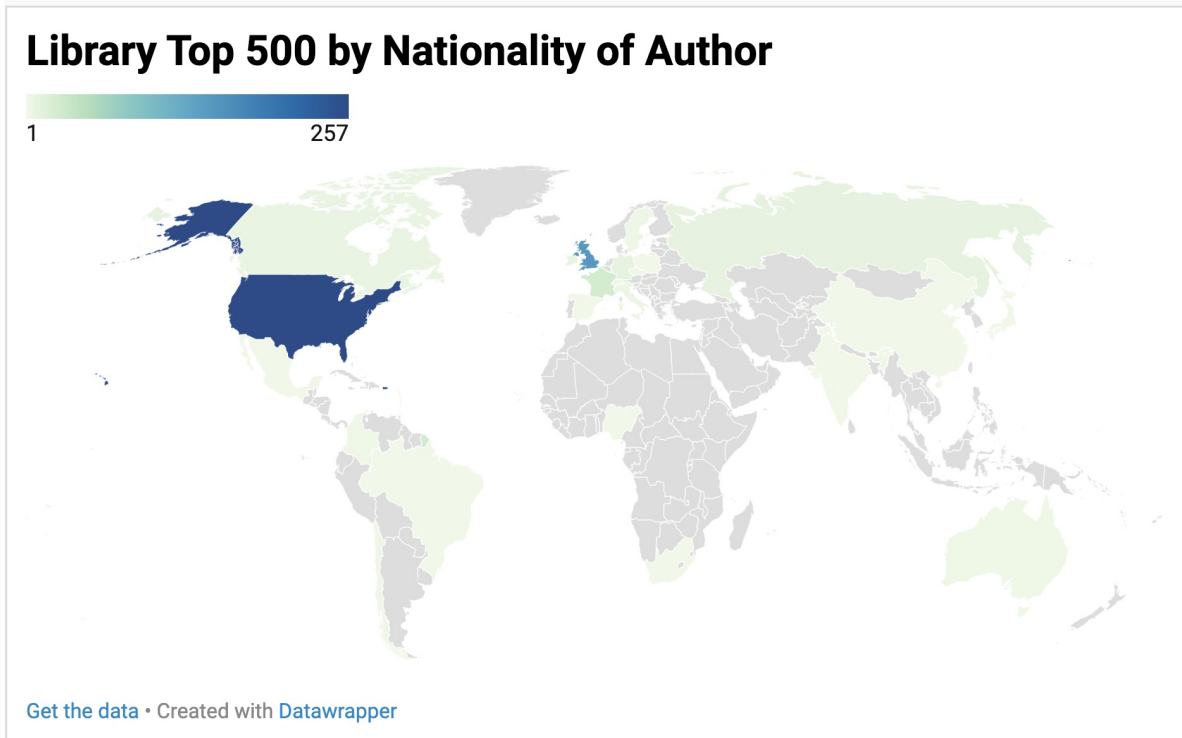 Library Top 500 by Nationality of Author
1 257
Get the data • Created with Datawrapper